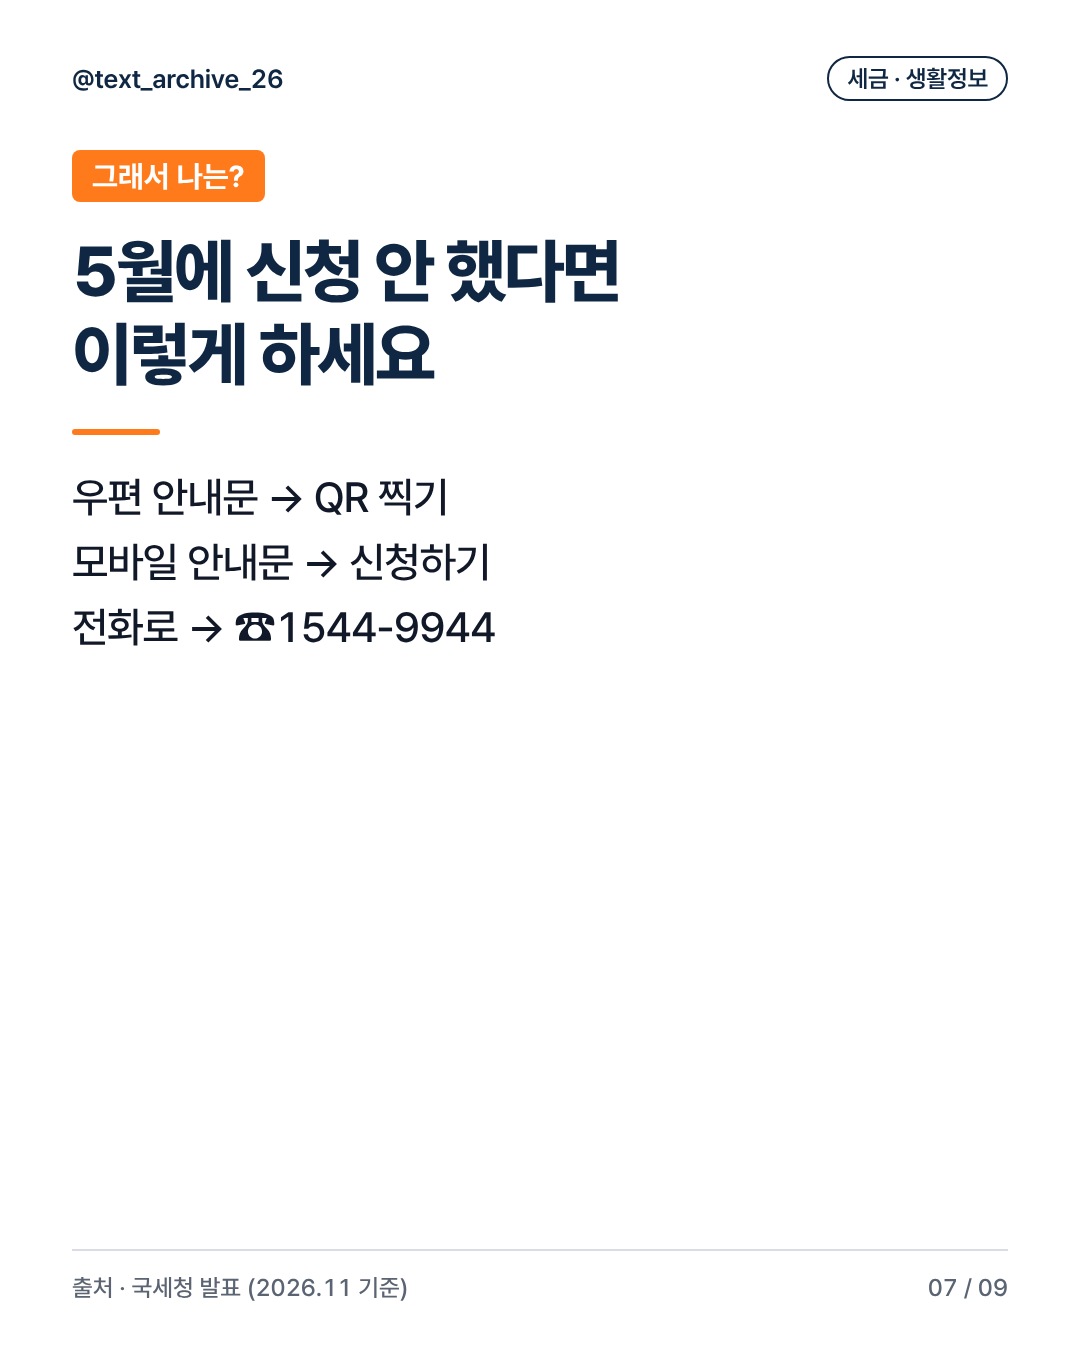 @text_archive_26
세금 · 생활정보
그래서 나는?
5월에 신청 안 했다면
이렇게 하세요
우편 안내문 → QR 찍기
모바일 안내문 → 신청하기
전화로 → ☎1544-9944
출처 · 국세청 발표 (2026.11 기준)
07 / 09